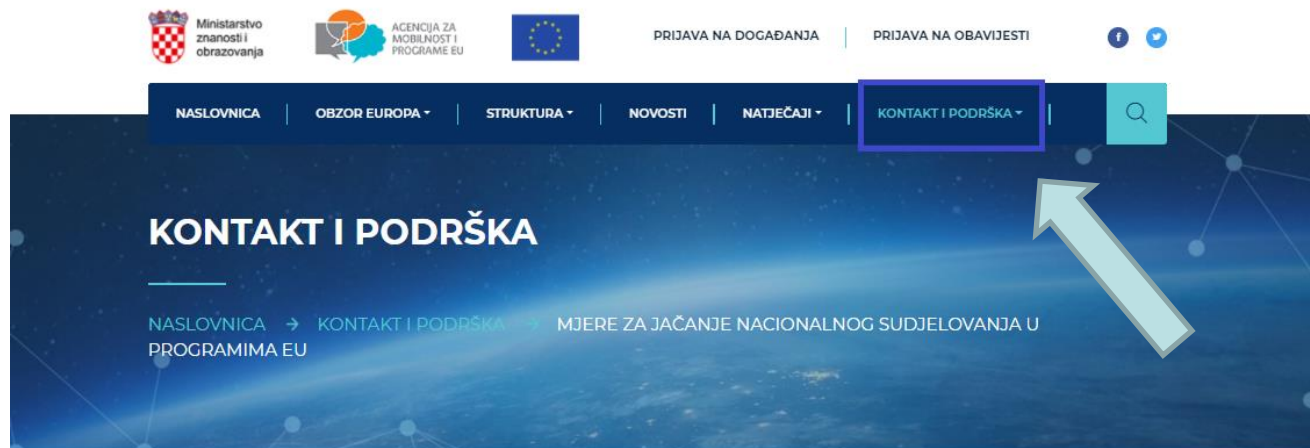 Ministarstvo
znanosti i
obrazovanja
AGENCIJA ZA
MOBILNOST I
PROGRAME EU
PRIJAVA NA DOGAĐANJA
PRIJAVA NA OBAVIJESTI
NASLOVNICA
OBZOR EUROPA
STRUKTURA
NOVOSTI
NATJEČAJI
KONTAKT I PODRŠKA
KONTAKT I PODRŠKA
NASLOVNICA → KONTAKT I PODRŠKA → MJERE ZA JAČANJE NACIONALNOG SUDJELOVANJA U
PROGRAMIMA EU